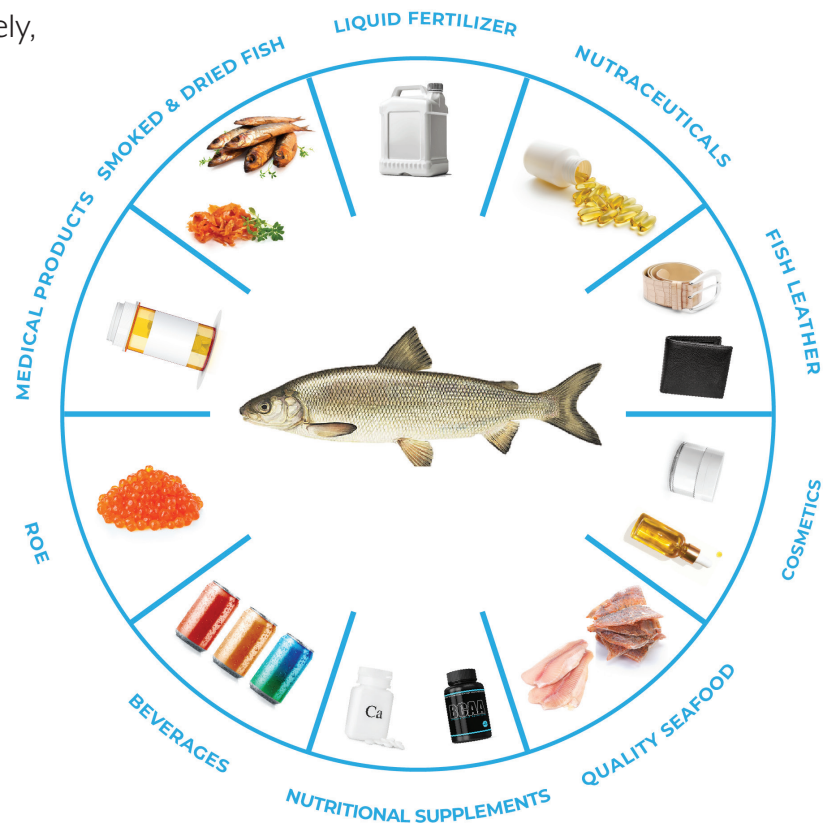 ely,
LIQUID FERTILIZER
NUTRACEUTICALS
FISH LEATHER
COSMETICS
QUALITY SEAFOOD
NUTRITIONAL SUPPLEMENTS
BEVERAGES
ROE
MEDICAL PRODUCTS
SMOKED & DRIED FISH
Ca
BCAA